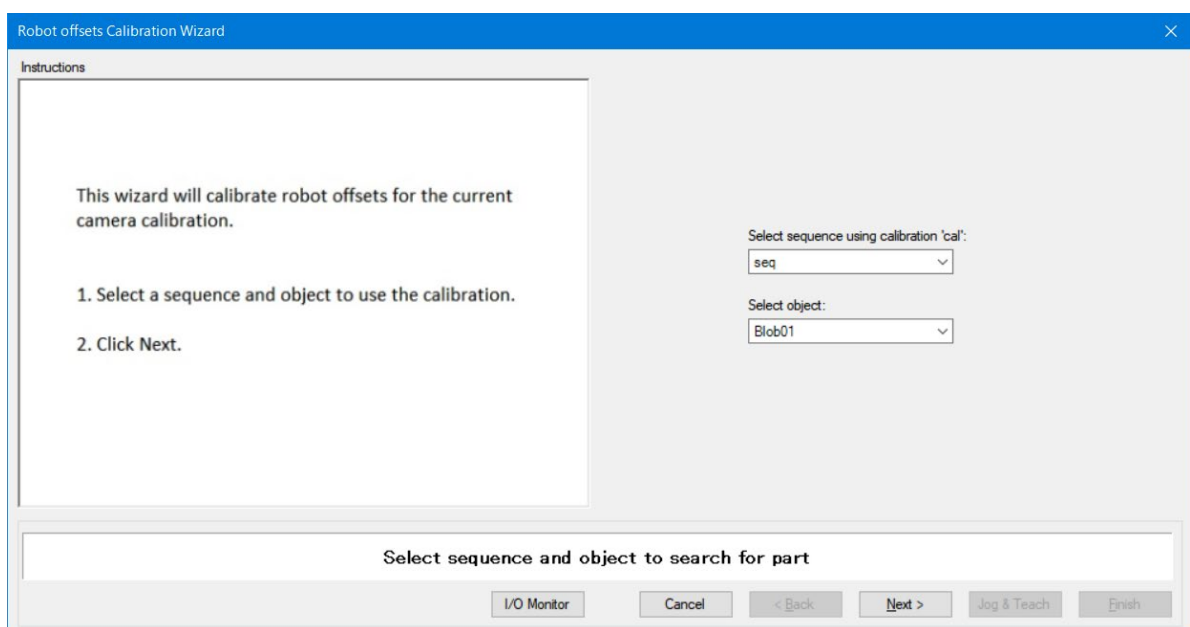 Robot offsets Calibration Wizard
Instructions
This wizard will calibrate robot offsets for the current
camera calibration.
1. Select a sequence and object to use the calibration.
2. Click Next.
Select sequence using calibration 'cal':
seq
Select object:
Blob01
Select sequence and object to search for part
I/O Monitor Cancel < Back Next > Jog & Teach Finish